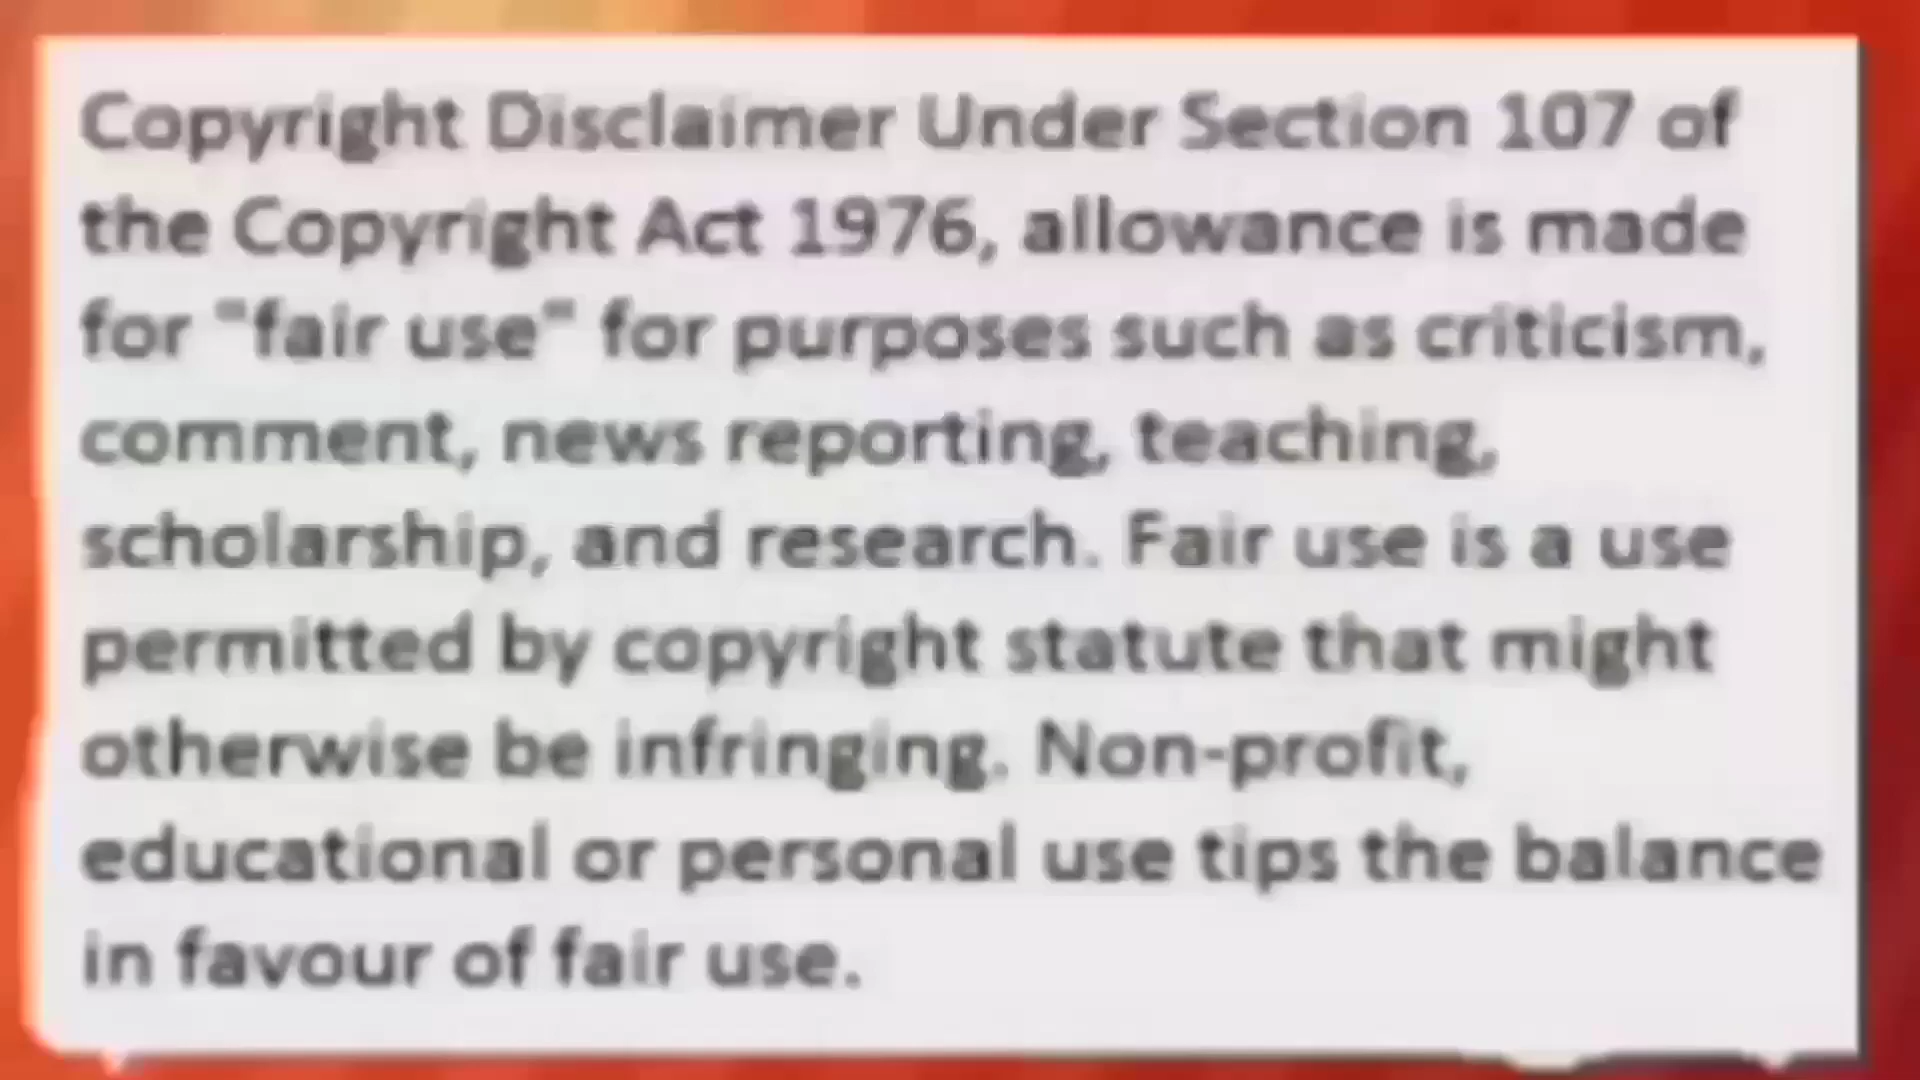 Copyright Disclaimer Under Section 107 of
the Copyright Act 1976, allowance is made
for "fair use" for purposes such as criticism,
comment, news reporting, teaching,
scholarship, and research. Fair use is a use
permitted by copyright statute that might
otherwise be infringing. Non-profit,
educational or personal use tips the balance
in favour of fair use.